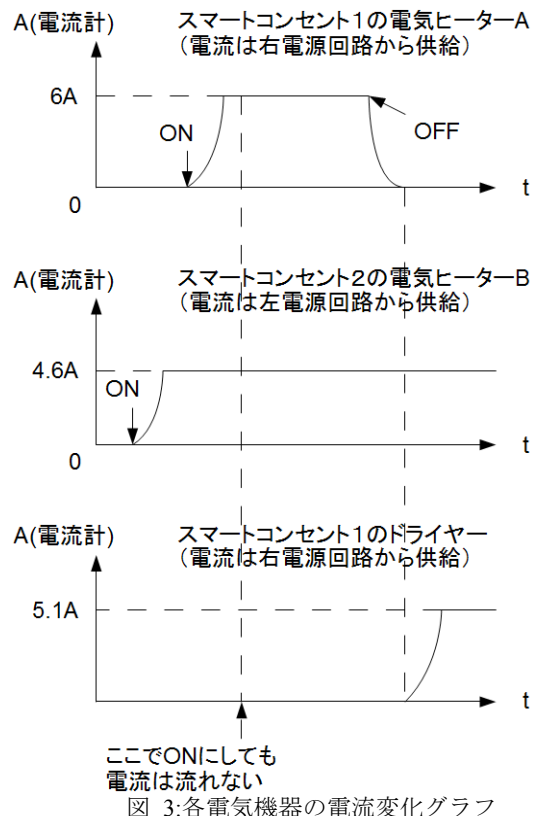 A(電流計)
スマートコンセント1の電気ヒーターA
(電流は右電源回路から供給)
6A
ON
OFF
0
t
A(電流計)
スマートコンセント2の電気ヒーターB
(電流は左電源回路から供給)
4.6A
ON
0
t
A(電流計)
スマートコンセント1のドライヤー
(電流は右電源回路から供給)
5.1A
t
ここでONにしても
電流は流れない
図 3:各電気機器の電流変化グラフ